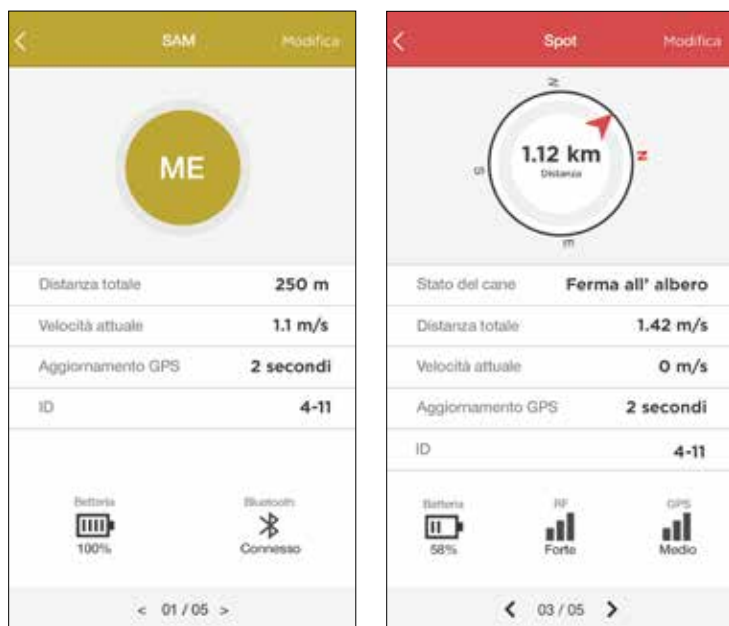 SAM Modifica
ME
Distanza totale 250 m
Velocità attuale 1.1 m/s
Aggiornamento GPS 2 secondi
ID 4-11
Betteria Bluetooth
100% Connesso
< 01 / 05 >
Spot Modifica
N
1.12 km
Distanza
N
S
E
Stato del cane Ferma all' albero
Distanza totale 1.42 m/s
Velocità attuale 0 m/s
Aggiornamento GPS 2 secondi
ID 4-11
Batteria RF GPS
58% Forte Medio
03 / 05